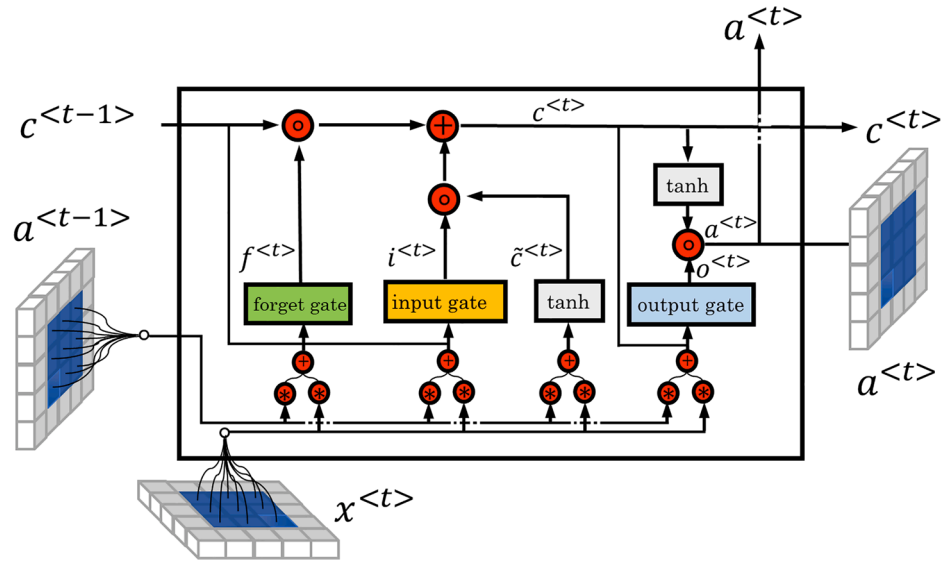 a<t>
c<t-1>
c<t>
c<t>
a<t-1>
tanh
f<t>
i<t>
c̃<t>
a<t>
o<t>
forget gate
input gate
tanh
output gate
a<t>
x<t>